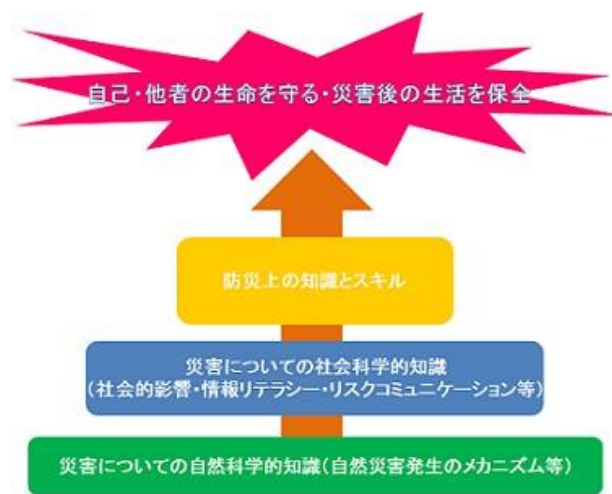 自己・他者の生命を守る・災害後の生活を保全
防災上の知識とスキル
災害についての社会科学的知識
(社会的影響・情報リテラシー・リスクコミュニケーション等)
災害についての自然科学的知識(自然災害発生のメカニズム等)